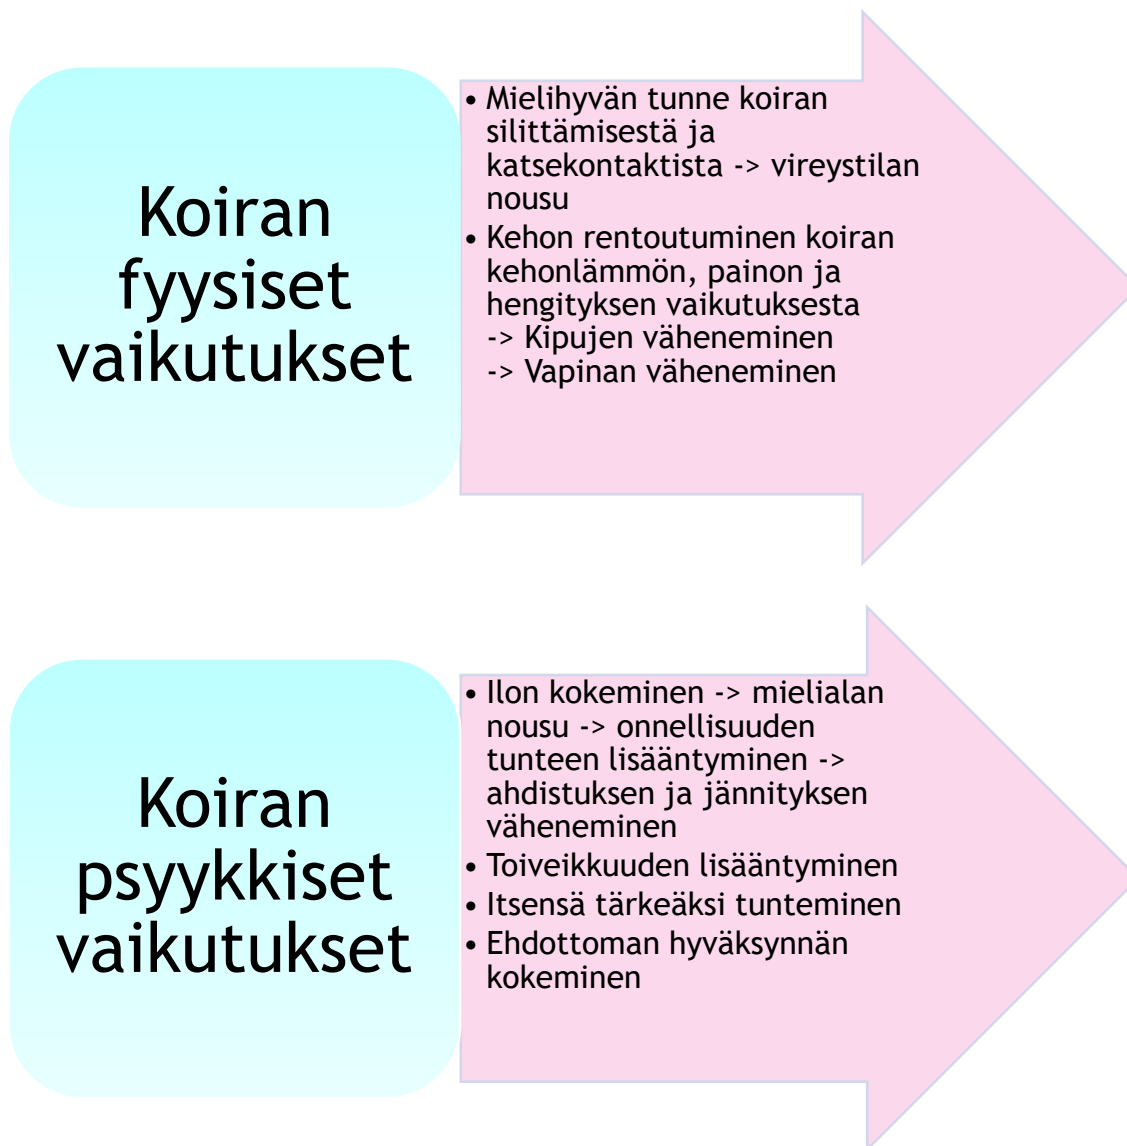 Koiran
fyysiset
vaikutukset
• Mielihyvän tunne koiran
silittämisestä ja
katsekontaktista -> vireystilan
nousu
• Kehon rentoutuminen koiran
kehonlämmön, painon ja
hengityksen vaikutuksesta
-> Kipujen väheneminen
-> Vapinan väheneminen
Koiran
psyykkiset
vaikutukset
• Ilon kokeminen -> mielialan
nousu -> onnellisuuden
tunteen lisääntyminen ->
ahdistuksen ja jännityksen
väheneminen
• Toiveikkuuden lisääntyminen
• Itsensä tärkeäksi tunteminen
• Ehdottoman hyväksynnän
kokeminen